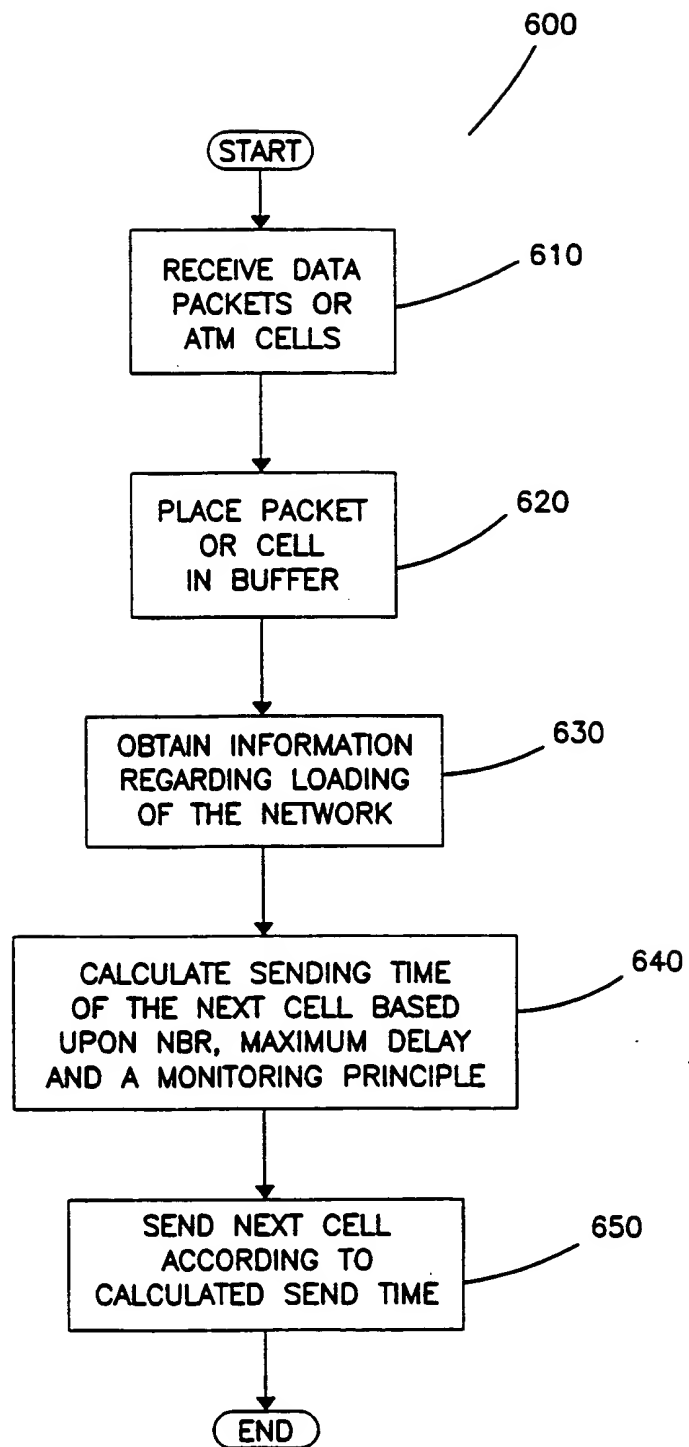 600
START
RECEIVE DATA
PACKETS OR
ATM CELLS
610
PLACE PACKET
OR CELL
IN BUFFER
620
OBTAIN INFORMATION
REGARDING LOADING
OF THE NETWORK
630
CALCULATE SENDING TIME
OF THE NEXT CELL BASED
UPON NBR, MAXIMUM DELAY
AND A MONITORING PRINCIPLE
640
SEND NEXT CELL
ACCORDING TO
CALCULATED SEND TIME
650
END